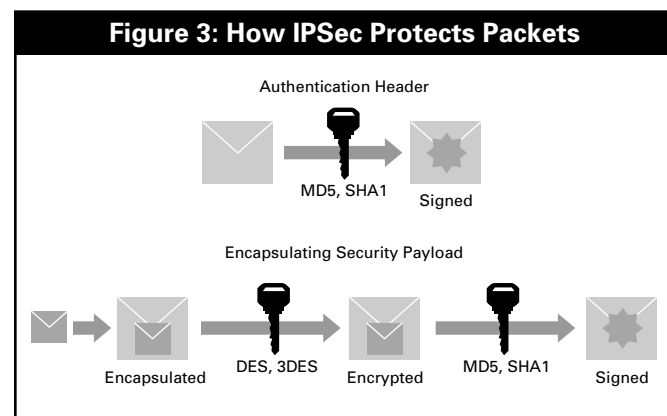 Figure 3: How IPSec Protects Packets
Authentication Header
MD5, SHA1
Signed
Encapsulating Security Payload
Encapsulated
DES, 3DES
Encrypted
MD5, SHA1
Signed